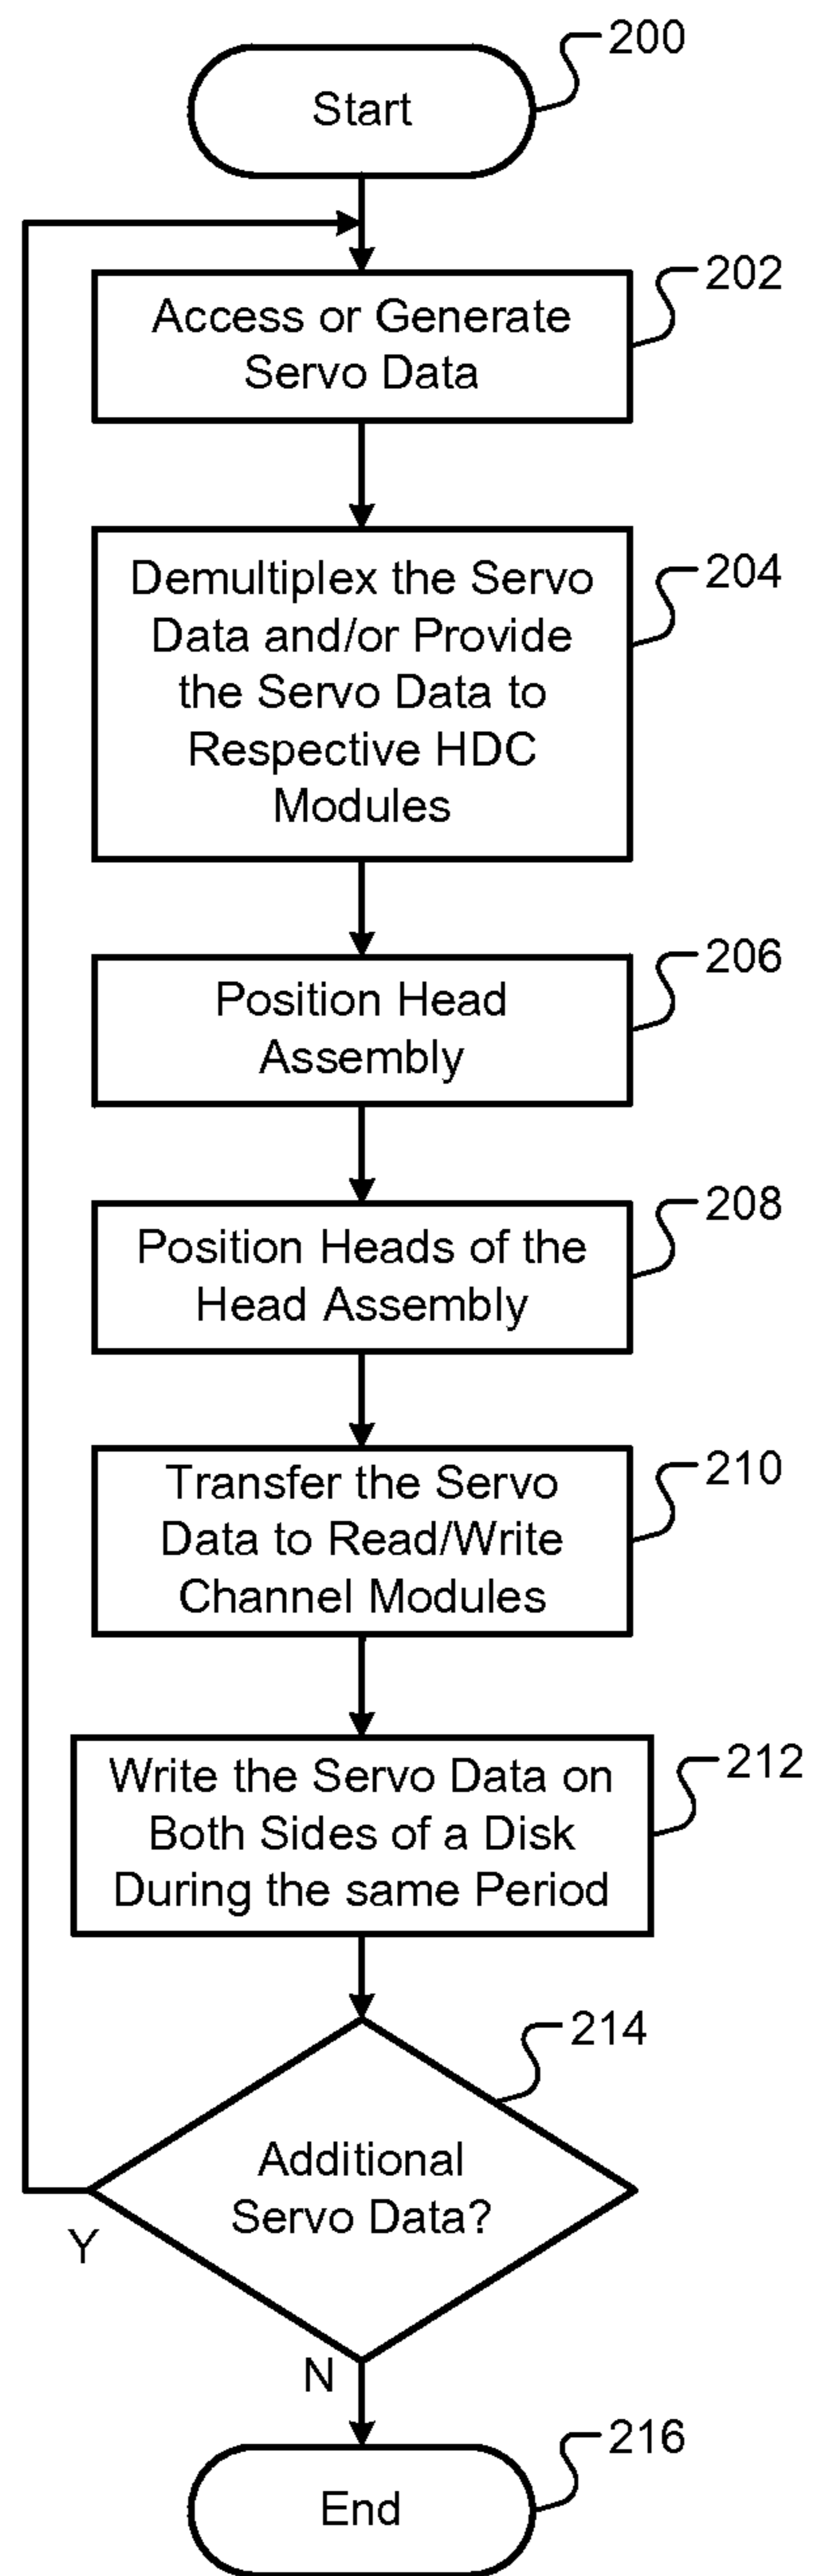 200
Start
202
Access or Generate
Servo Data
204
Demultiplex the Servo
Data and/or Provide
the Servo Data to
Respective HDC
Modules
206
Position Head
Assembly
208
Position Heads of the
Head Assembly
210
Transfer the Servo
Data to Read/Write
Channel Modules
212
Write the Servo Data on
Both Sides of a Disk
During the same Period
214
Additional
Servo Data?
Y
N
216
End